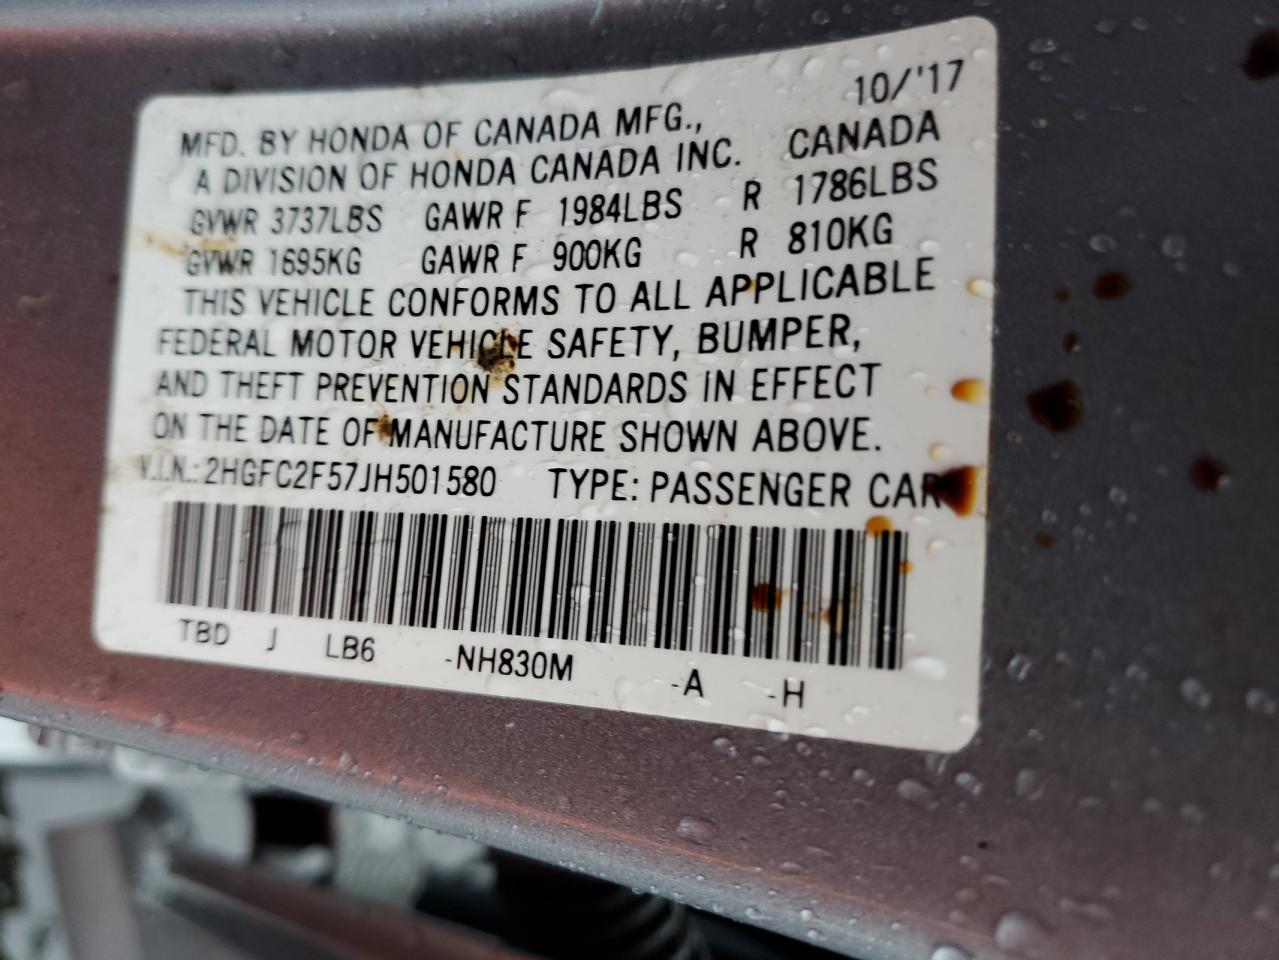 10/'17
MFD. BY HONDA OF CANADA MFG.,
A DIVISION OF HONDA CANADA INC. CANADA
GVWR 3737LBS GAWR F 1984LBS R 1786LBS
GVWR 1695KG GAWR F 900KG R 810KG
THIS VEHICLE CONFORMS TO ALL APPLICABLE
FEDERAL MOTOR VEHICLE SAFETY, BUMPER,
AND THEFT PREVENTION STANDARDS IN EFFECT
ON THE DATE OF MANUFACTURE SHOWN ABOVE.
V.I.N.: 2HGFC2F57JH501580 TYPE: PASSENGER CAR
TBD J LB6 -NH830M -A -H